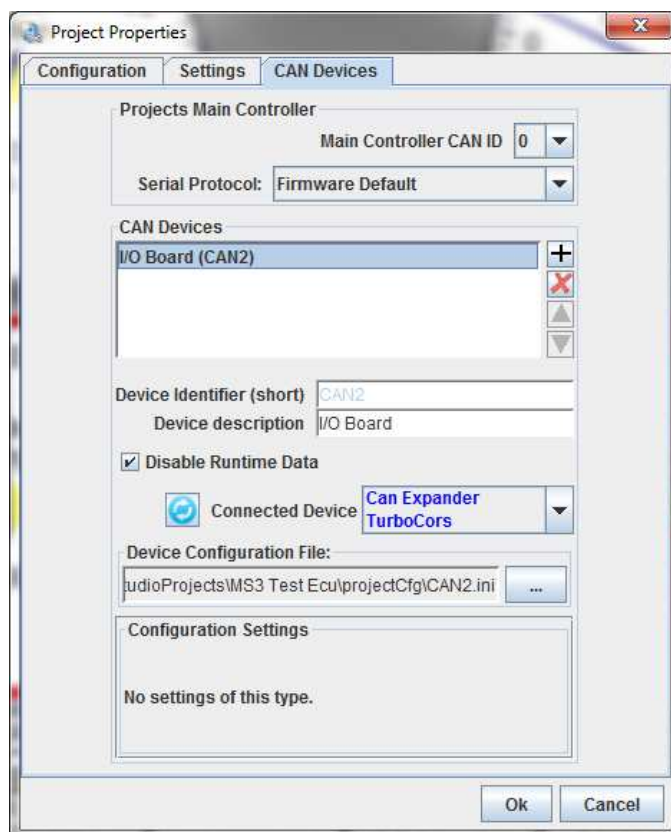 Project Properties
Configuration Settings CAN Devices
Projects Main Controller
Main Controller CAN ID 0
Serial Protocol: Firmware Default
CAN Devices
I/O Board (CAN2)
Device Identifier (short) CAN2
Device description I/O Board
Disable Runtime Data
Connected Device Can Expander
TurboCors
Device Configuration File:
udioProjects\MS3 Test Ecu\projectCfg\CAN2.ini ...
Configuration Settings
No settings of this type.
Ok Cancel